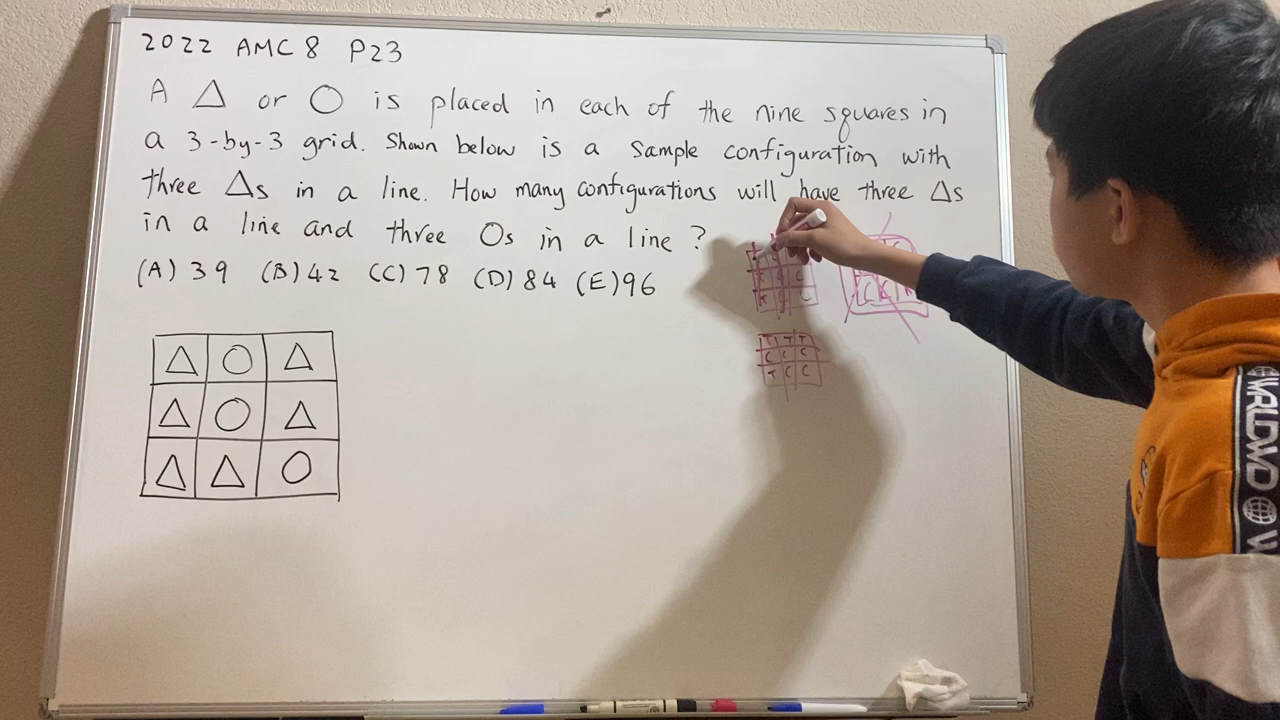 2022 AMC 8 P23
A △ or ○ is placed in each of the nine squares in
a 3-by-3 grid. Shown below is a sample configuration with
three △s in a line. How many configurations will have three △s
in a line and three Os in a line ?
(A) 39 (B) 42 (C) 78 (D) 84 (E) 96
△ ○ △
△ ○ △
△ △ ○
T T T
C C C
T C C
WRLDWD